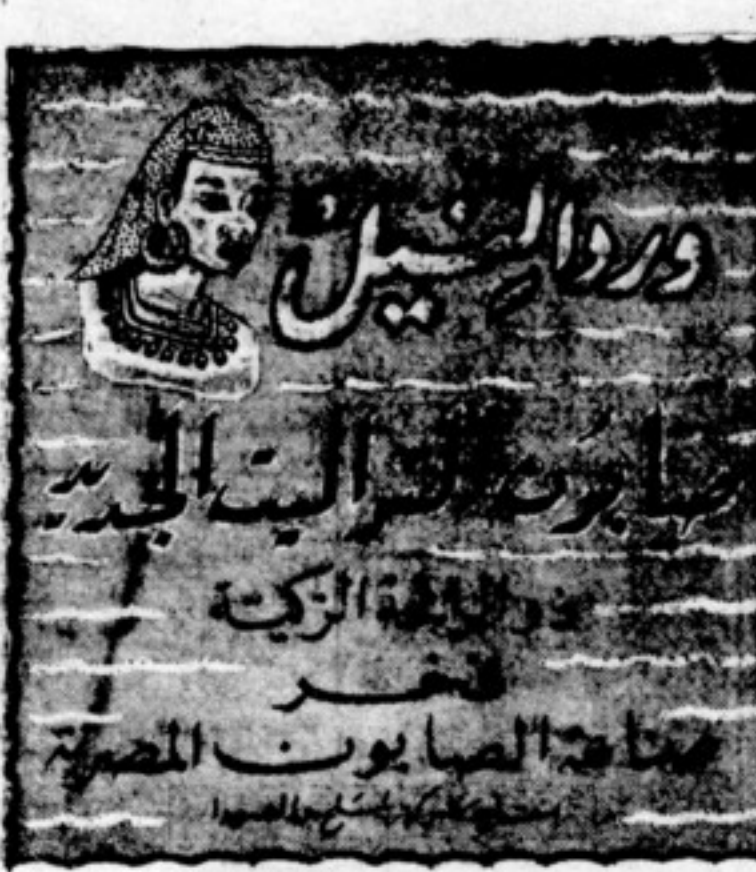 ورد النيل
صابون التواليت الجديد
ذو الرائحة الزكية
فخر
صناعة الصابون المصرية